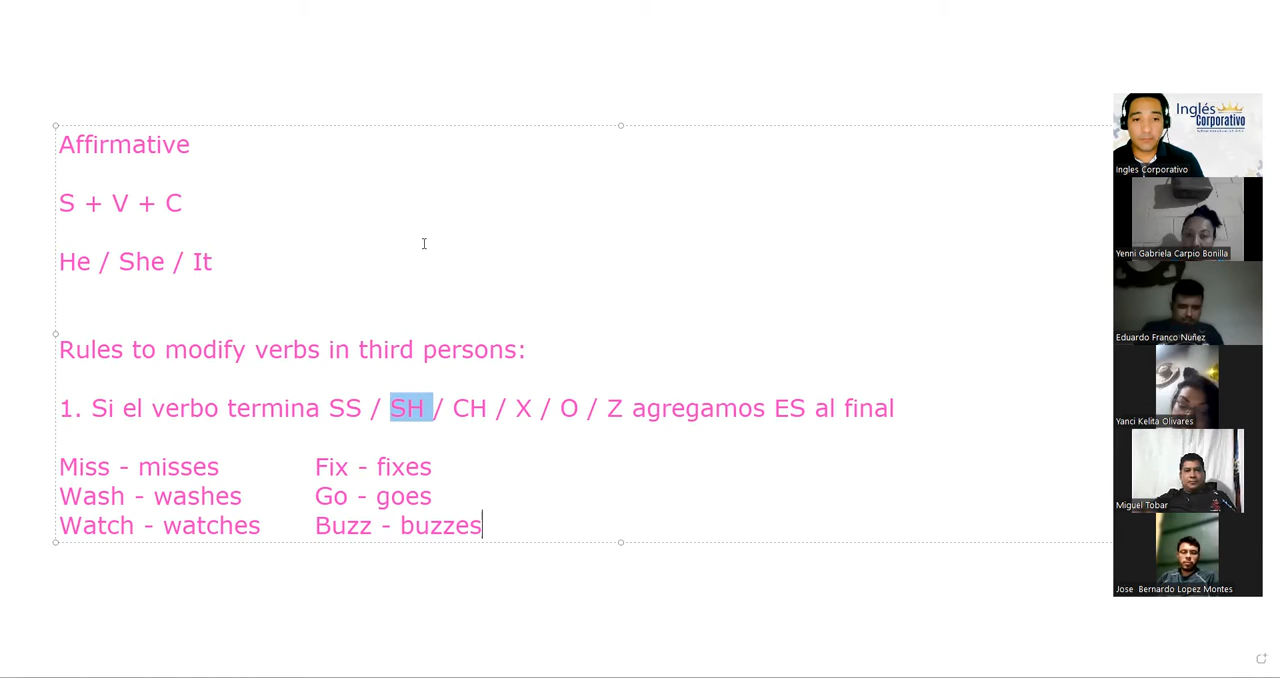 Affirmative
S + V + C
He / She / It
Rules to modify verbs in third persons:
1. Si el verbo termina SS / SH / CH / X / O / Z agregamos ES al final
Miss - misses Fix - fixes
Wash - washes Go - goes
Watch - watches Buzz - buzzes
Inglés
Corporativo
Ingles Corporativo
Yenni Gabriela Carpio Bonilla
Eduardo Franco Nuñez
Yanci Kelita Olivares
Miguel Tobar
Jose Bernardo Lopez Montes